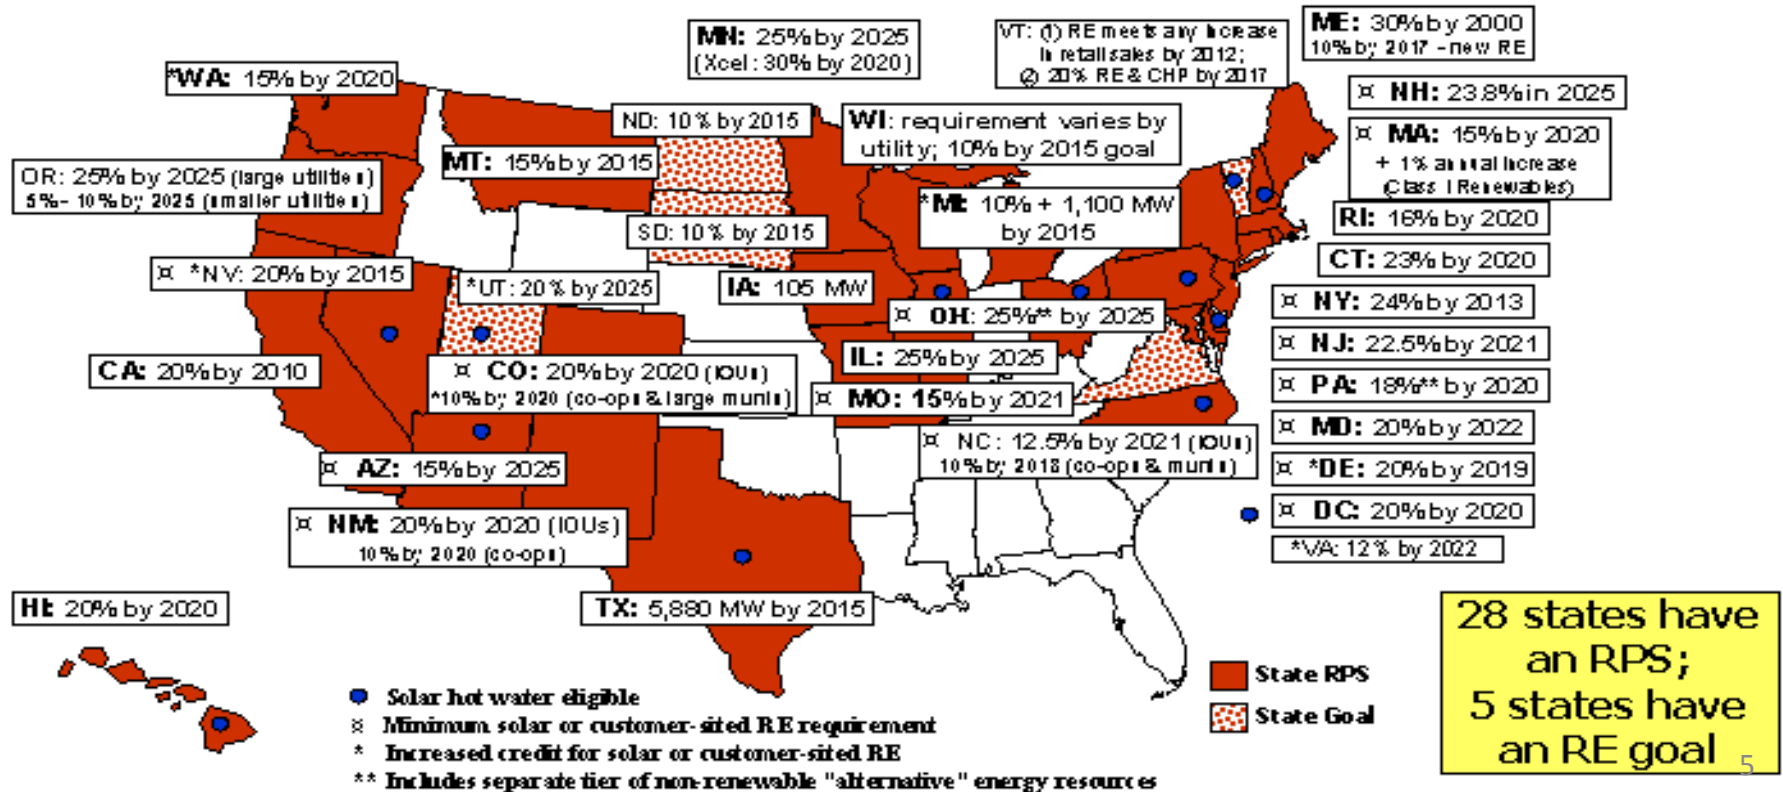 MN: 25% by 2025
(Xcel: 30% by 2020)
VT: (1) RE meets any increase
in retail sales by 2012;
(2) 20% RE & CHP by 2017
ME: 30% by 2000
10% by 2017 - new RE
*WA: 15% by 2020
¤ NH: 23.8% in 2025
ND: 10% by 2015
WI: requirement varies by
utility; 10% by 2015 goal
¤ MA: 15% by 2020
+ 1% annual increase
(Class I Renewables)
MT: 15% by 2015
OR: 25% by 2025 (large utilities)
5% - 10% by 2025 (smaller utilities)
*MI: 10% + 1,100 MW
by 2015
RI: 16% by 2020
SD: 10% by 2015
CT: 23% by 2020
¤ *NV: 20% by 2015
*UT: 20% by 2025
IA: 105 MW
¤ NY: 24% by 2013
¤ OH: 25%** by 2025
¤ NJ: 22.5% by 2021
CA: 20% by 2010
¤ CO: 20% by 2020 (IOUs)
*10% by 2020 (co-ops & large munis)
IL: 25% by 2025
¤ PA: 18%** by 2020
¤ MO: 15% by 2021
¤ MD: 20% by 2022
¤ NC: 12.5% by 2021 (IOUs)
10% by 2018 (co-ops & munis)
¤ AZ: 15% by 2025
¤ *DE: 20% by 2019
¤ NM: 20% by 2020 (IOUs)
10% by 2020 (co-ops)
¤ DC: 20% by 2020
*VA: 12% by 2022
HI: 20% by 2020
TX: 5,880 MW by 2015
28 states have
an RPS;
5 states have
an RE goal
State RPS
State Goal
Solar hot water eligible
¤ Minimum solar or customer-sited RE requirement
* Increased credit for solar or customer-sited RE
** Includes separate tier of non-renewable "alternative" energy resources
5